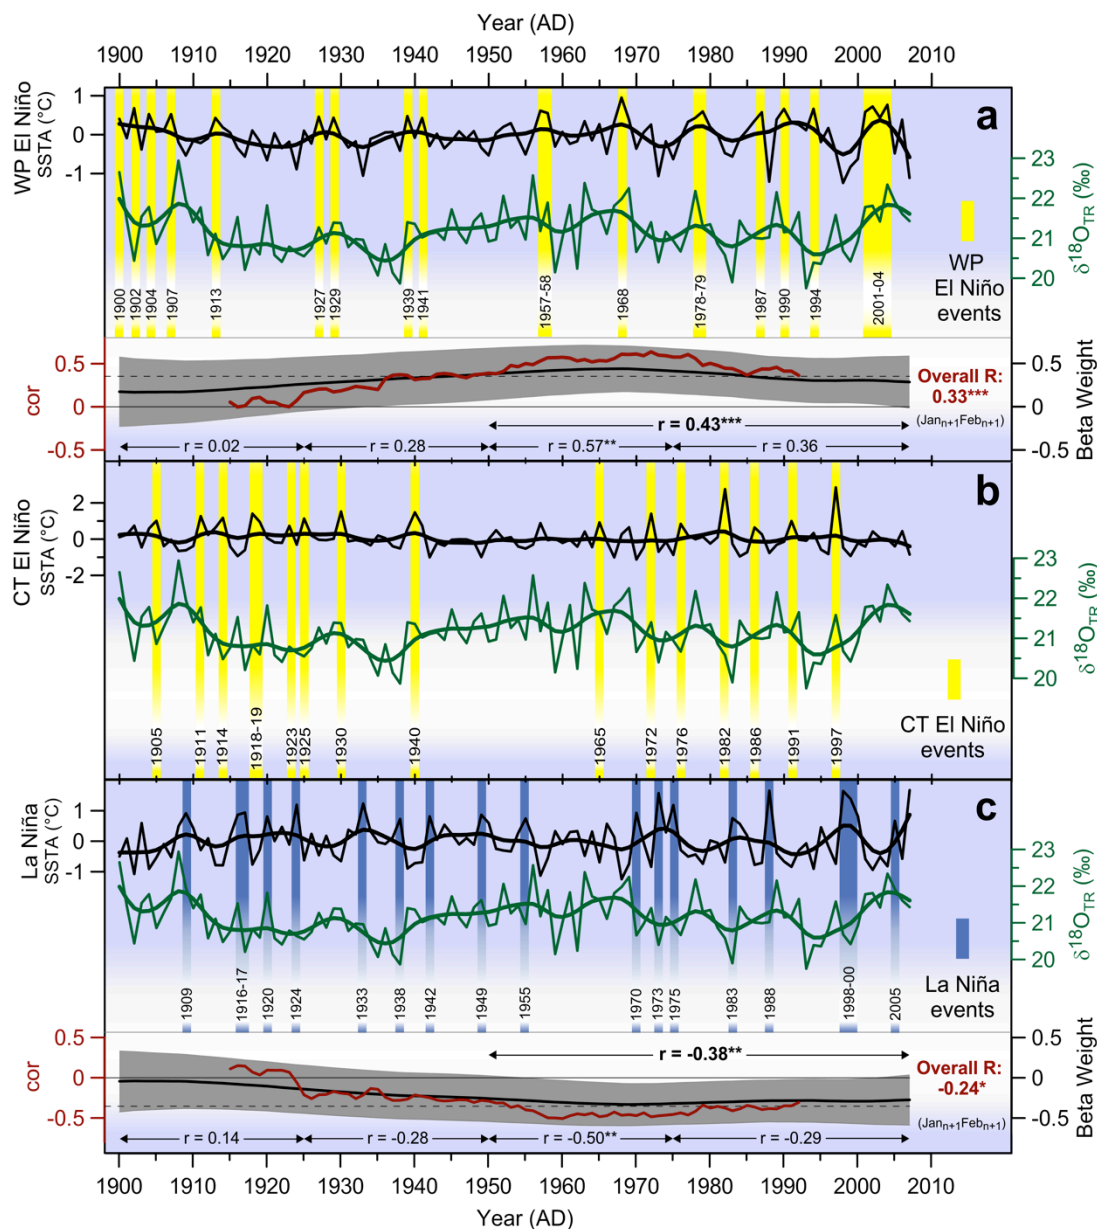 Year (AD)
1900 1910 1920 1930 1940 1950 1960 1970 1980 1990 2000 2010
a
WP El Niño
SSTA (°C)
1
0
-1
23
22
21
20
δ18OTR (‰)
1900
1902
1904
1907
1913
1927
1929
1939
1941
1957-58
1968
1978-79
1987
1990
1994
2001-04
WP
El Niño
events
cor
0.5
0
-0.5
0.5
0
-0.5
Beta Weight
Overall R:
0.33***
(Jann+1Febn+1)
r = 0.43***
r = 0.02
r = 0.28
r = 0.57**
r = 0.36
b
CT El Niño
SSTA (°C)
2
0
-2
23
22
21
20
δ18OTR (‰)
1905
1911
1914
1918-19
1923
1925
1930
1940
1965
1972
1976
1982
1986
1991
1997
CT El Niño
events
c
La Niña
SSTA (°C)
1
0
-1
23
22
21
20
δ18OTR (‰)
1909
1916-17
1920
1924
1933
1938
1942
1949
1955
1970
1973
1975
1983
1988
1998-00
2005
La Niña
events
cor
0.5
0
-0.5
0.5
0
-0.5
Beta Weight
r = -0.38**
Overall R:
-0.24*
(Jann+1Febn+1)
r = 0.14
r = -0.28
r = -0.50**
r = -0.29
1900 1910 1920 1930 1940 1950 1960 1970 1980 1990 2000 2010
Year (AD)